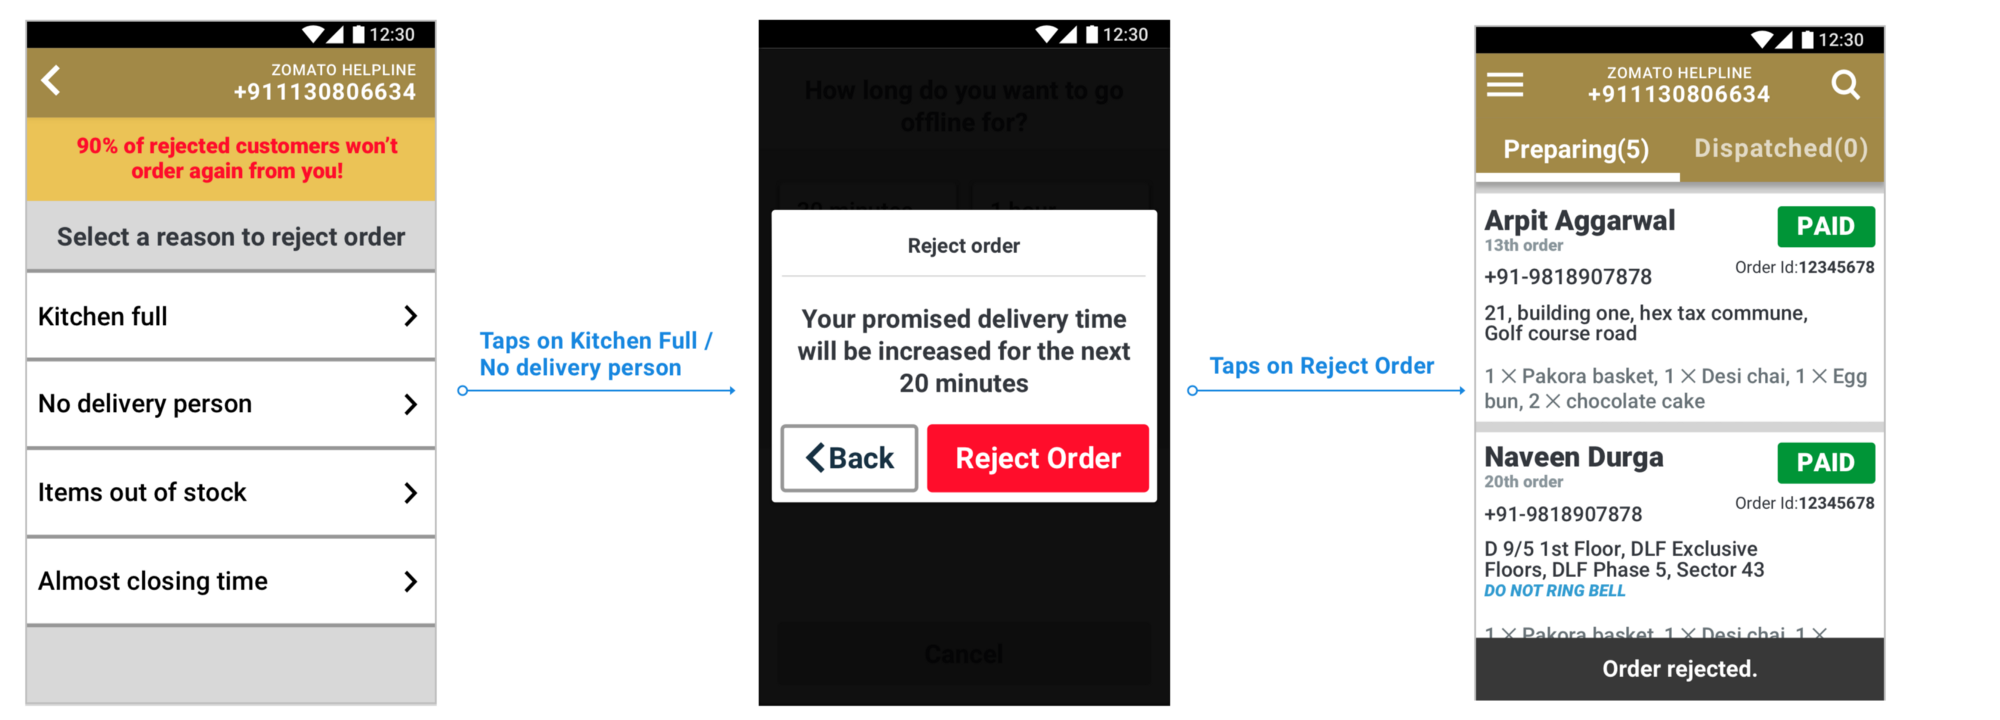 12:30
ZOMATO HELPLINE
+911130806634
90% of rejected customers won’t
order again from you!
Select a reason to reject order
Kitchen full
No delivery person
Items out of stock
Almost closing time
Taps on Kitchen Full /
No delivery person
12:30
How long do you want to go
offline for?
30 minutes 1 hour
Reject order
Your promised delivery time
will be increased for the next
20 minutes
Back Reject Order
Cancel
Taps on Reject Order
12:30
ZOMATO HELPLINE
+911130806634
Preparing(5) Dispatched(0)
Arpit Aggarwal PAID
13th order
Order Id:12345678
+91-9818907878
21, building one, hex tax commune,
Golf course road
1 × Pakora basket, 1 × Desi chai, 1 × Egg
bun, 2 × chocolate cake
Naveen Durga PAID
20th order
Order Id:12345678
+91-9818907878
D 9/5 1st Floor, DLF Exclusive
Floors, DLF Phase 5, Sector 43
DO NOT RING BELL
1 × Pakora basket, 1 × Desi chai, 1 ×
Order rejected.